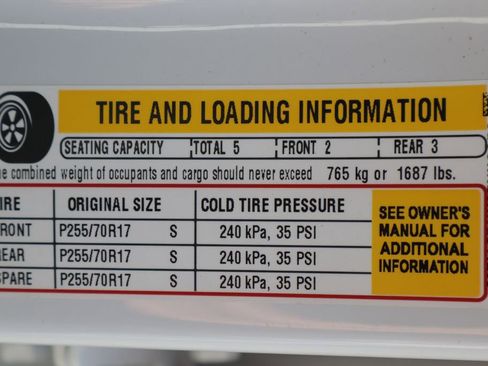 TIRE AND LOADING INFORMATION
SEATING CAPACITY TOTAL 5 FRONT 2 REAR 3
combined weight of occupants and cargo should never exceed 765 kg or 1687 lbs.
IRE ORIGINAL SIZE COLD TIRE PRESSURE
RONT P255/70R17 S 240 kPa, 35 PSI
EAR P255/70R17 S 240 kPa, 35 PSI
SPARE P255/70R17 S 240 kPa, 35 PSI
SEE OWNER'S
MANUAL FOR
ADDITIONAL
INFORMATION